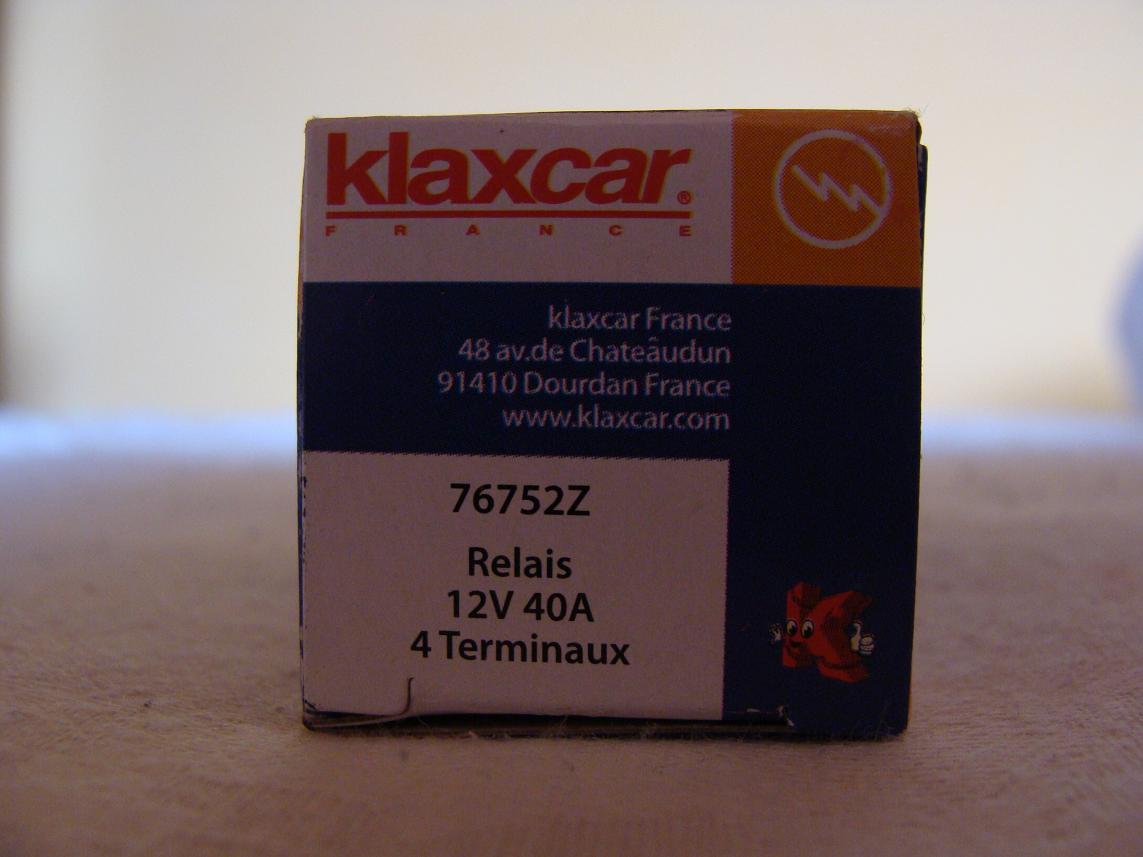 klaxcar®
FRANCE
klaxcar France
48 av.de Chateâudun
91410 Dourdan France
www.klaxcar.com
76752Z
Relais
12V 40A
4 Terminaux